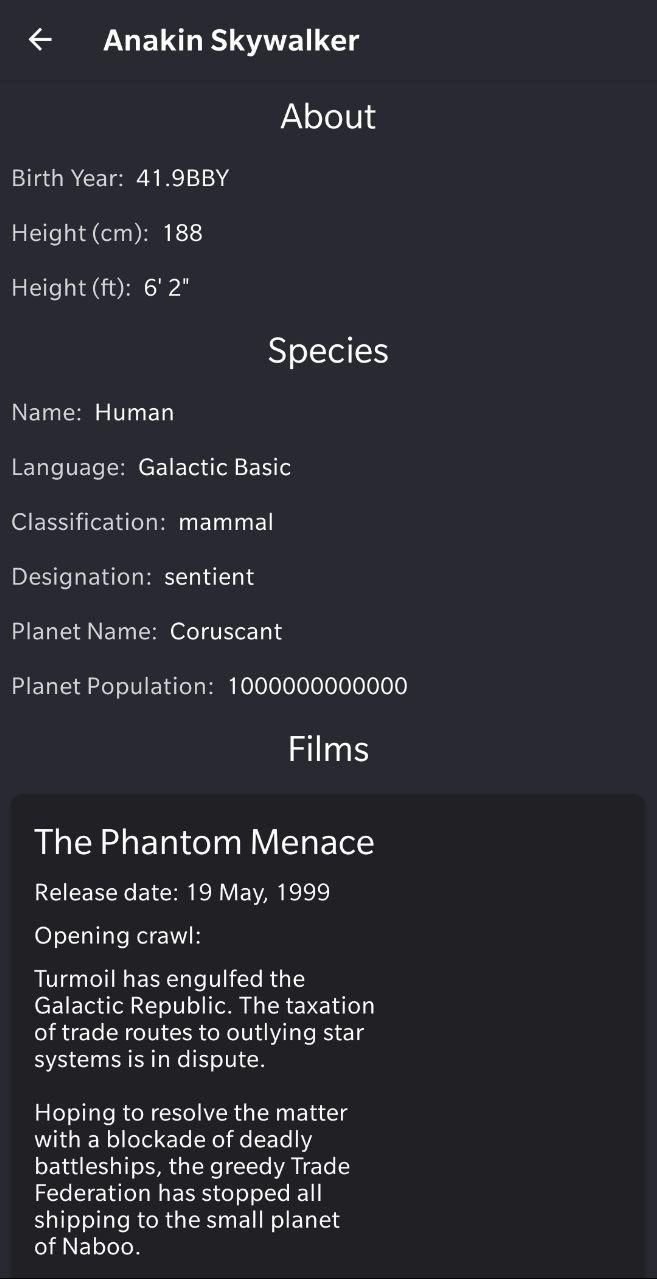 Anakin Skywalker
About
Birth Year: 41.9BBY
Height (cm): 188
Height (ft): 6' 2"
Species
Name: Human
Language: Galactic Basic
Classification: mammal
Designation: sentient
Planet Name: Coruscant
Planet Population: 1000000000000
Films
The Phantom Menace
Release date: 19 May, 1999
Opening crawl:
Turmoil has engulfed the
Galactic Republic. The taxation
of trade routes to outlying star
systems is in dispute.
Hoping to resolve the matter
with a blockade of deadly
battleships, the greedy Trade
Federation has stopped all
shipping to the small planet
of Naboo.